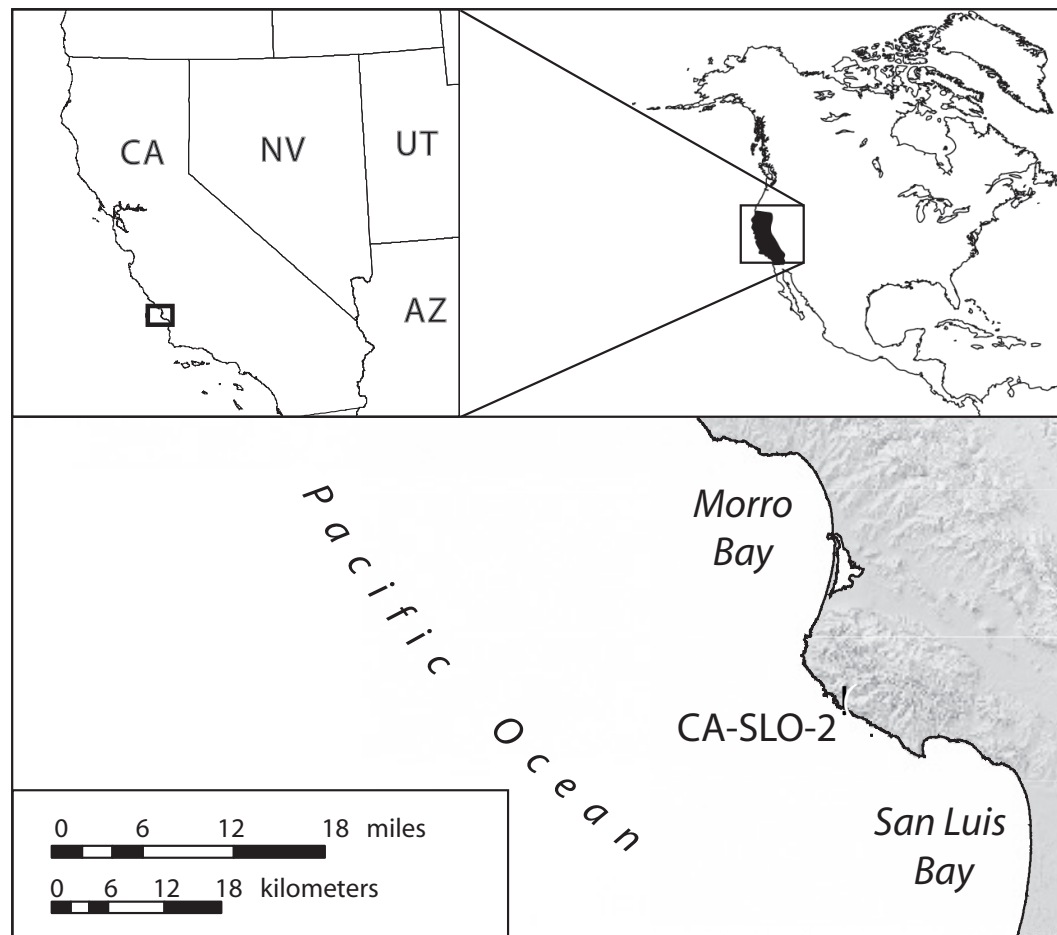 CA
NV
UT
AZ
Pacific
Ocean
Morro
Bay
CA-SLO-2
San Luis
Bay
0 6 12 18 miles
0 6 12 18 kilometers